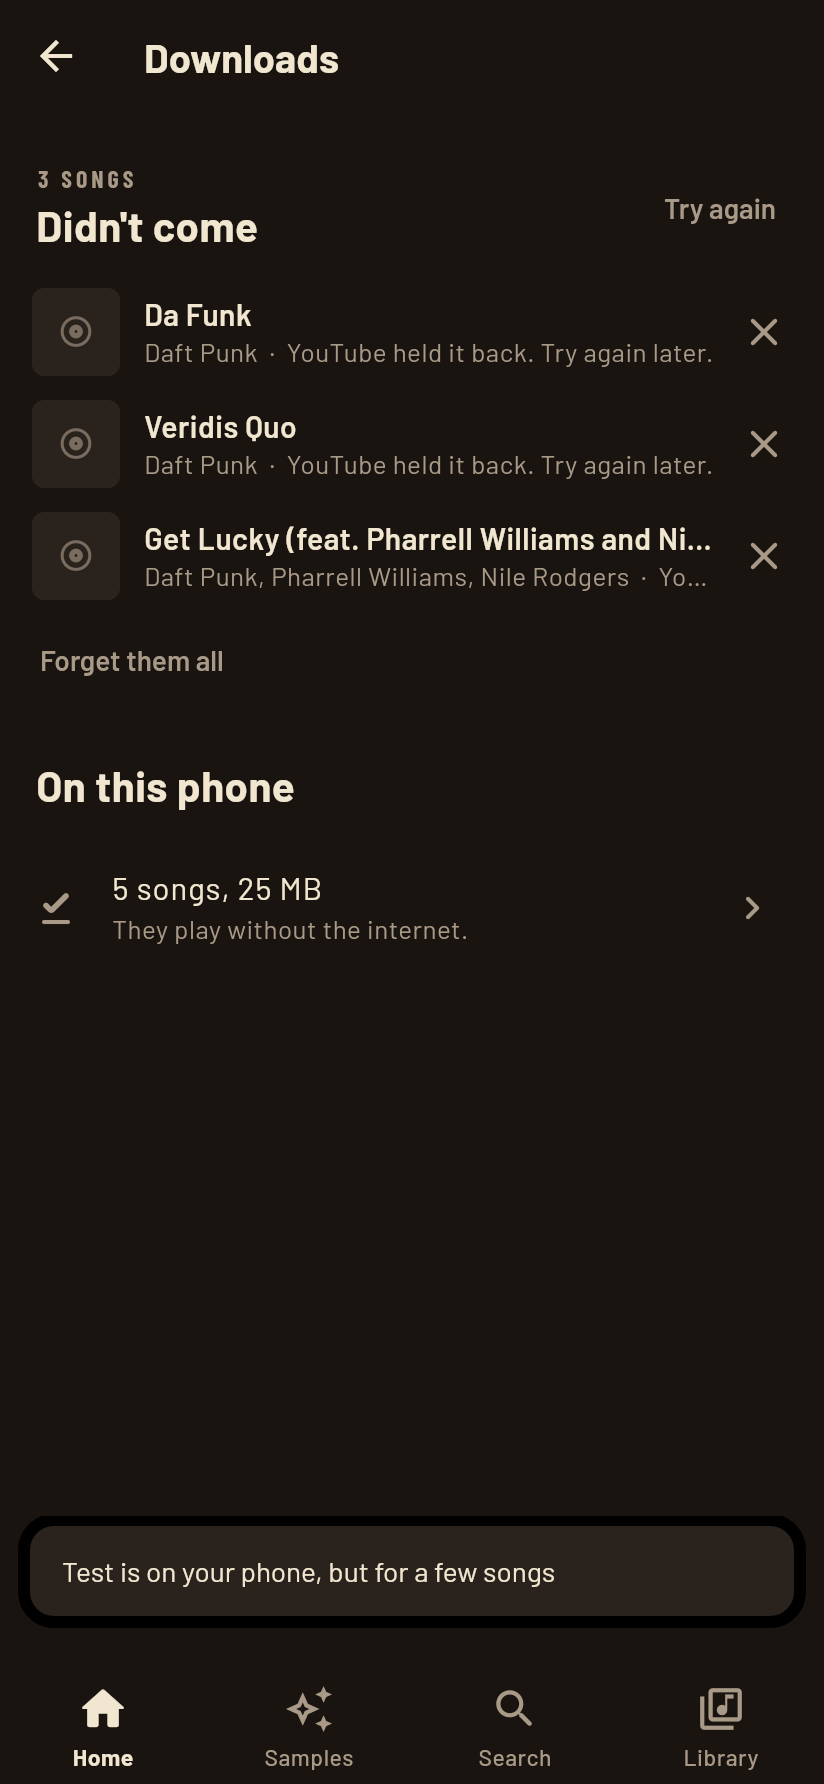 Downloads
3 SONGS
Didn't come
Try again
Da Funk
Daft Punk · YouTube held it back. Try again later.
Veridis Quo
Daft Punk · YouTube held it back. Try again later.
Get Lucky (feat. Pharrell Williams and Ni...
Daft Punk, Pharrell Williams, Nile Rodgers · Yo...
Forget them all
On this phone
5 songs, 25 MB
They play without the internet.
Test is on your phone, but for a few songs
Home
Samples
Search
Library